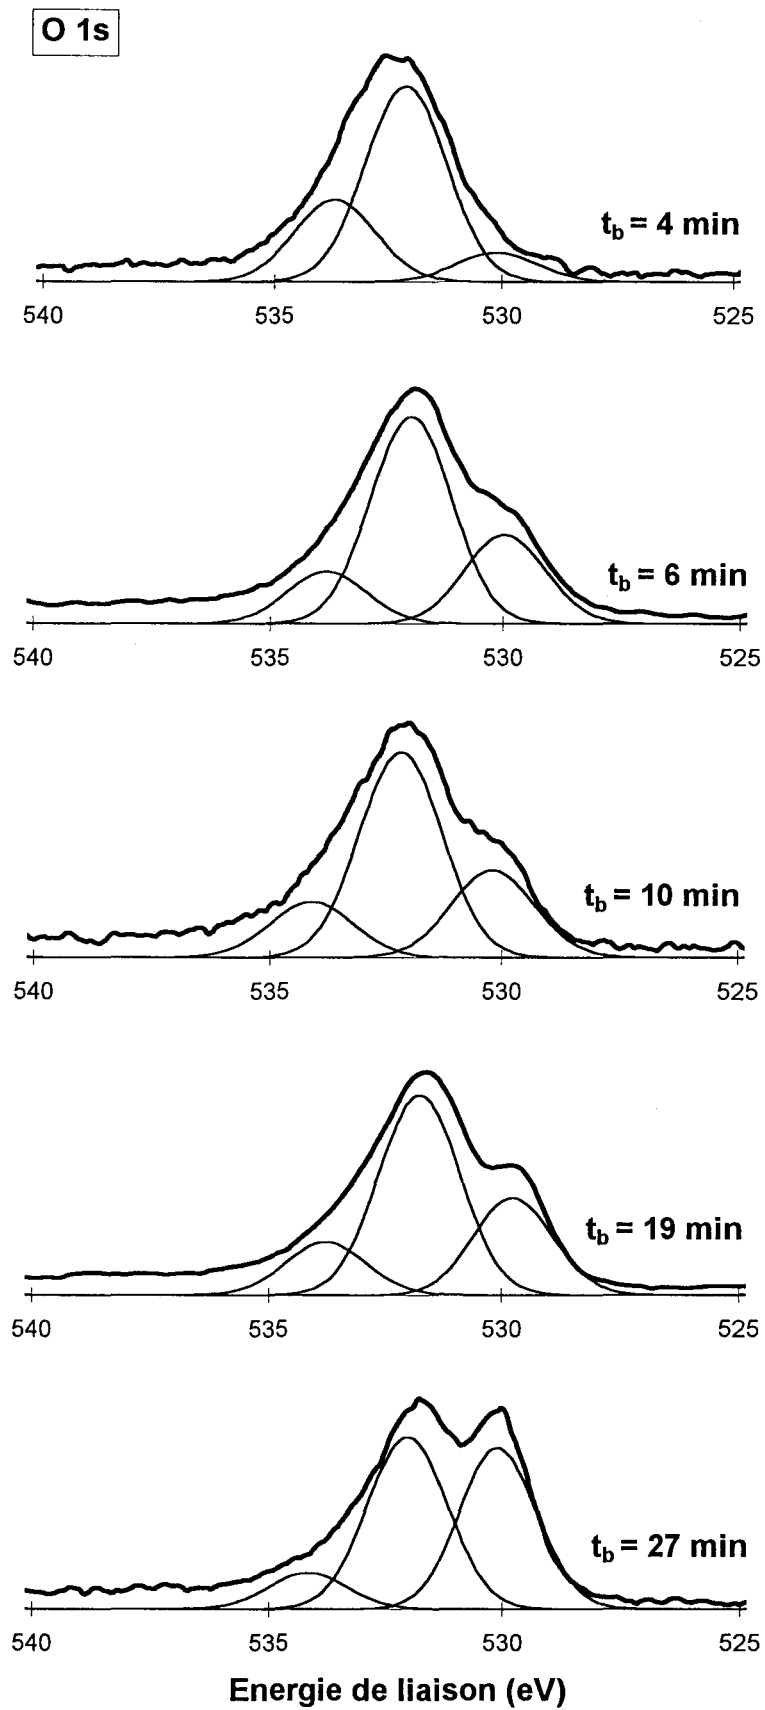 O 1s
t_b = 4 min
540 535 530 525
t_b = 6 min
540 535 530 525
t_b = 10 min
540 535 530 525
t_b = 19 min
540 535 530 525
t_b = 27 min
540 535 530 525
Energie de liaison (eV)